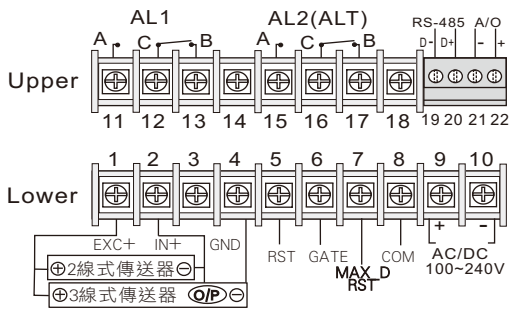 AL1 AL2(ALT) RS-485 A/O
A C B A C B D- D+ - +
Upper
11 12 13 14 15 16 17 18 19 20 21 22
1 2 3 4 5 6 7 8 9 10
Lower
+ -
EXC+ IN+ GND RST GATE MAX_D RST COM AC/DC 100~240V
⊕2線式傳送器⊖
⊕3線式傳送器 O/P ⊖